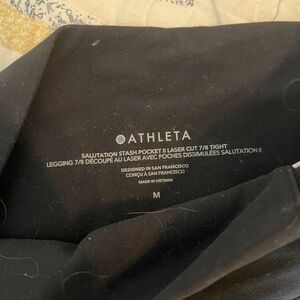 ATHLETA
SALUTATION STASH POCKET II LASER CUT 7/8 TIGHT
LEGGING 7/8 DÉCOUPÉ AU LASER AVEC POCHES DISSIMULÉES SALUTATION II
DESIGNED IN SAN FRANCISCO
CONÇU À SAN FRANCISCO
MADE IN VIETNAM
M